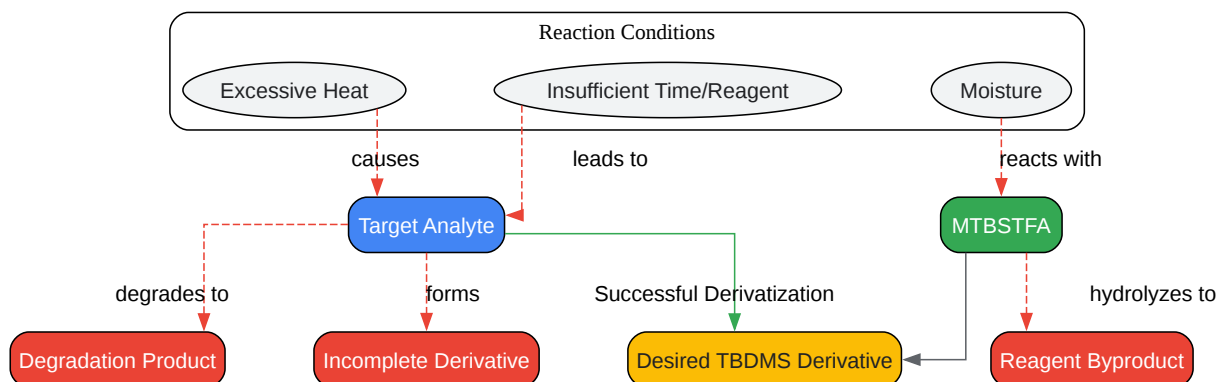 Reaction Conditions
Excessive Heat
Insufficient Time/Reagent
Moisture
causes
leads to
reacts with
Target Analyte
MTBSTFA
degrades to
forms
Successful Derivatization
hydrolyzes to
Degradation Product
Incomplete Derivative
Desired TBDMS Derivative
Reagent Byproduct